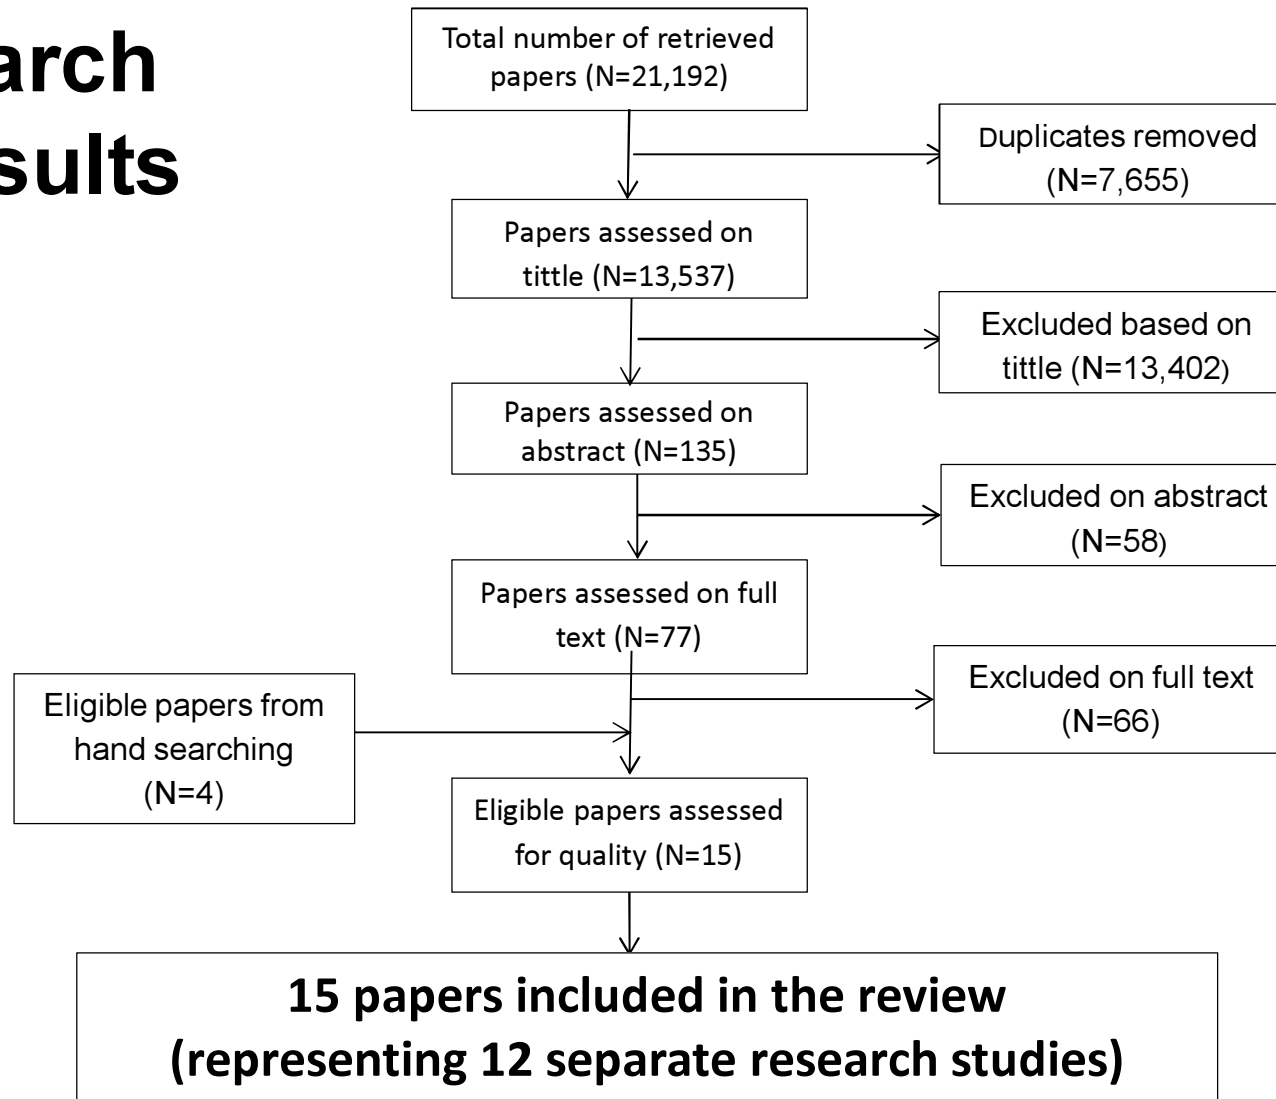 arch
sults
Total number of retrieved
papers (N=21,192)
Duplicates removed
(N=7,655)
Papers assessed on
tittle (N=13,537)
Excluded based on
tittle (N=13,402)
Papers assessed on
abstract (N=135)
Excluded on abstract
(N=58)
Papers assessed on full
text (N=77)
Excluded on full text
(N=66)
Eligible papers from
hand searching
(N=4)
Eligible papers assessed
for quality (N=15)
15 papers included in the review
(representing 12 separate research studies)